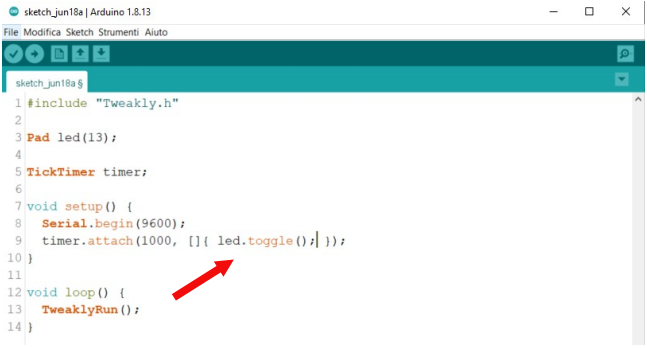 sketch_jun18a | Arduino 1.8.13
File Modifica Sketch Strumenti Aiuto
sketch_jun18a §
1 #include "Tweakly.h"
2
3 Pad led(13);
4
5 TickTimer timer;
6
7 void setup() {
8   Serial.begin(9600);
9   timer.attach(1000, []{ led.toggle(); });
10 }
11
12 void loop() {
13   TweaklyRun();
14 }